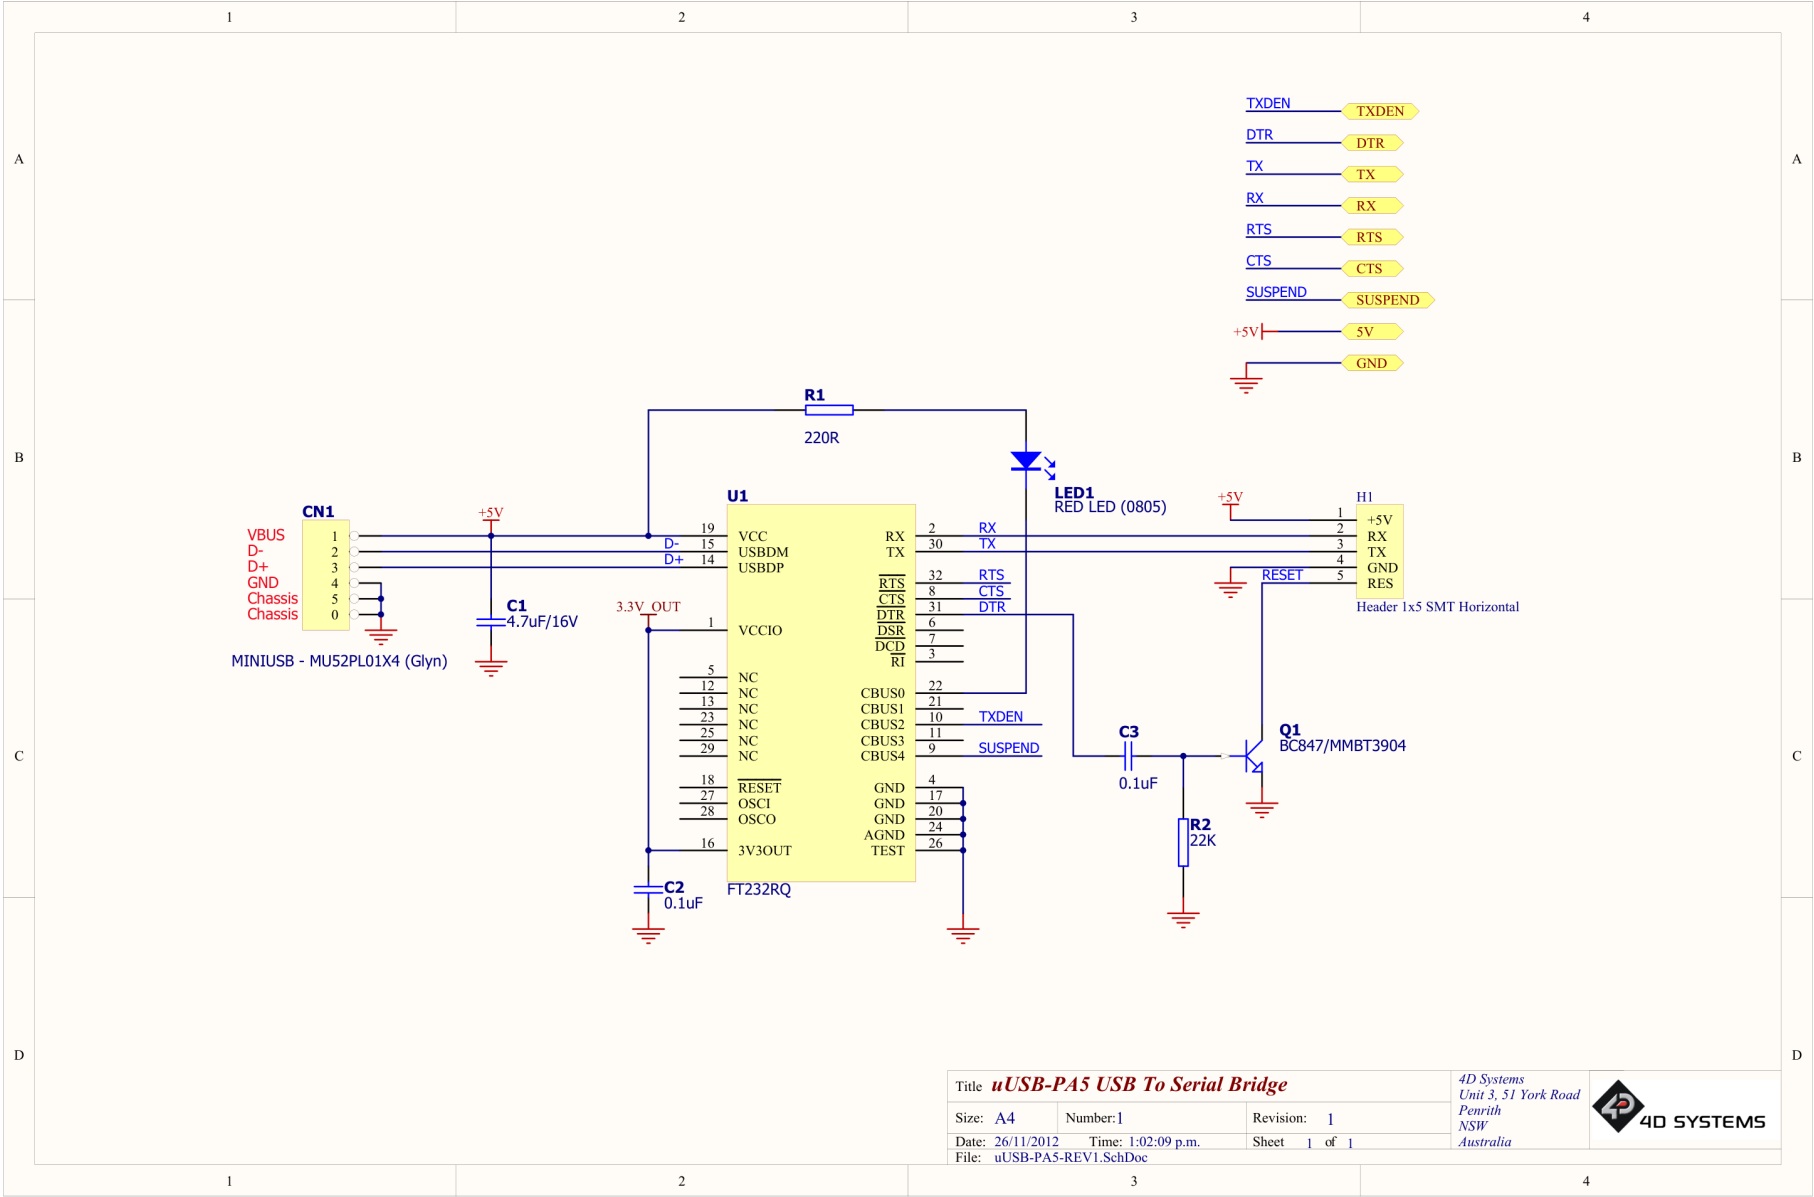 1 2 3 4
A A
B B
C C
D D
TXDEN TXDEN
DTR DTR
TX TX
RX RX
RTS RTS
CTS CTS
SUSPEND SUSPEND
+5V 5V
GND
R1
220R
LED1
RED LED (0805)
CN1
VBUS 1
D- 2
D+ 3
GND 4
Chassis 5
Chassis 0
MINIUSB - MU52PL01X4 (Glyn)
+5V
C1
4.7uF/16V
3.3V_OUT
U1
19 VCC
D- 15 USBDM
D+ 14 USBDP
1 VCCIO
5 NC
12 NC
13 NC
23 NC
25 NC
29 NC
18 RESET
27 OSCI
28 OSCO
16 3V3OUT
RX 2 RX
TX 30 TX
RTS 32 RTS
CTS 8 CTS
DTR 31 DTR
DSR 6
DCD 7
RI 3
CBUS0 22
CBUS1 21
CBUS2 10 TXDEN
CBUS3 11
CBUS4 9 SUSPEND
GND 4
GND 17
GND 20
AGND 24
TEST 26
FT232RQ
C2
0.1uF
+5V
H1
1 +5V
2 RX
3 TX
4 GND
RESET 5 RES
Header 1x5 SMT Horizontal
C3
0.1uF
Q1
BC847/MMBT3904
R2
22K
Title uUSB-PA5 USB To Serial Bridge
Size: A4 Number:1 Revision: 1
Date: 26/11/2012 Time: 1:02:09 p.m. Sheet 1 of 1
File: uUSB-PA5-REV1.SchDoc
4D Systems
Unit 3, 51 York Road
Penrith
NSW
Australia
4D SYSTEMS
1 2 3 4